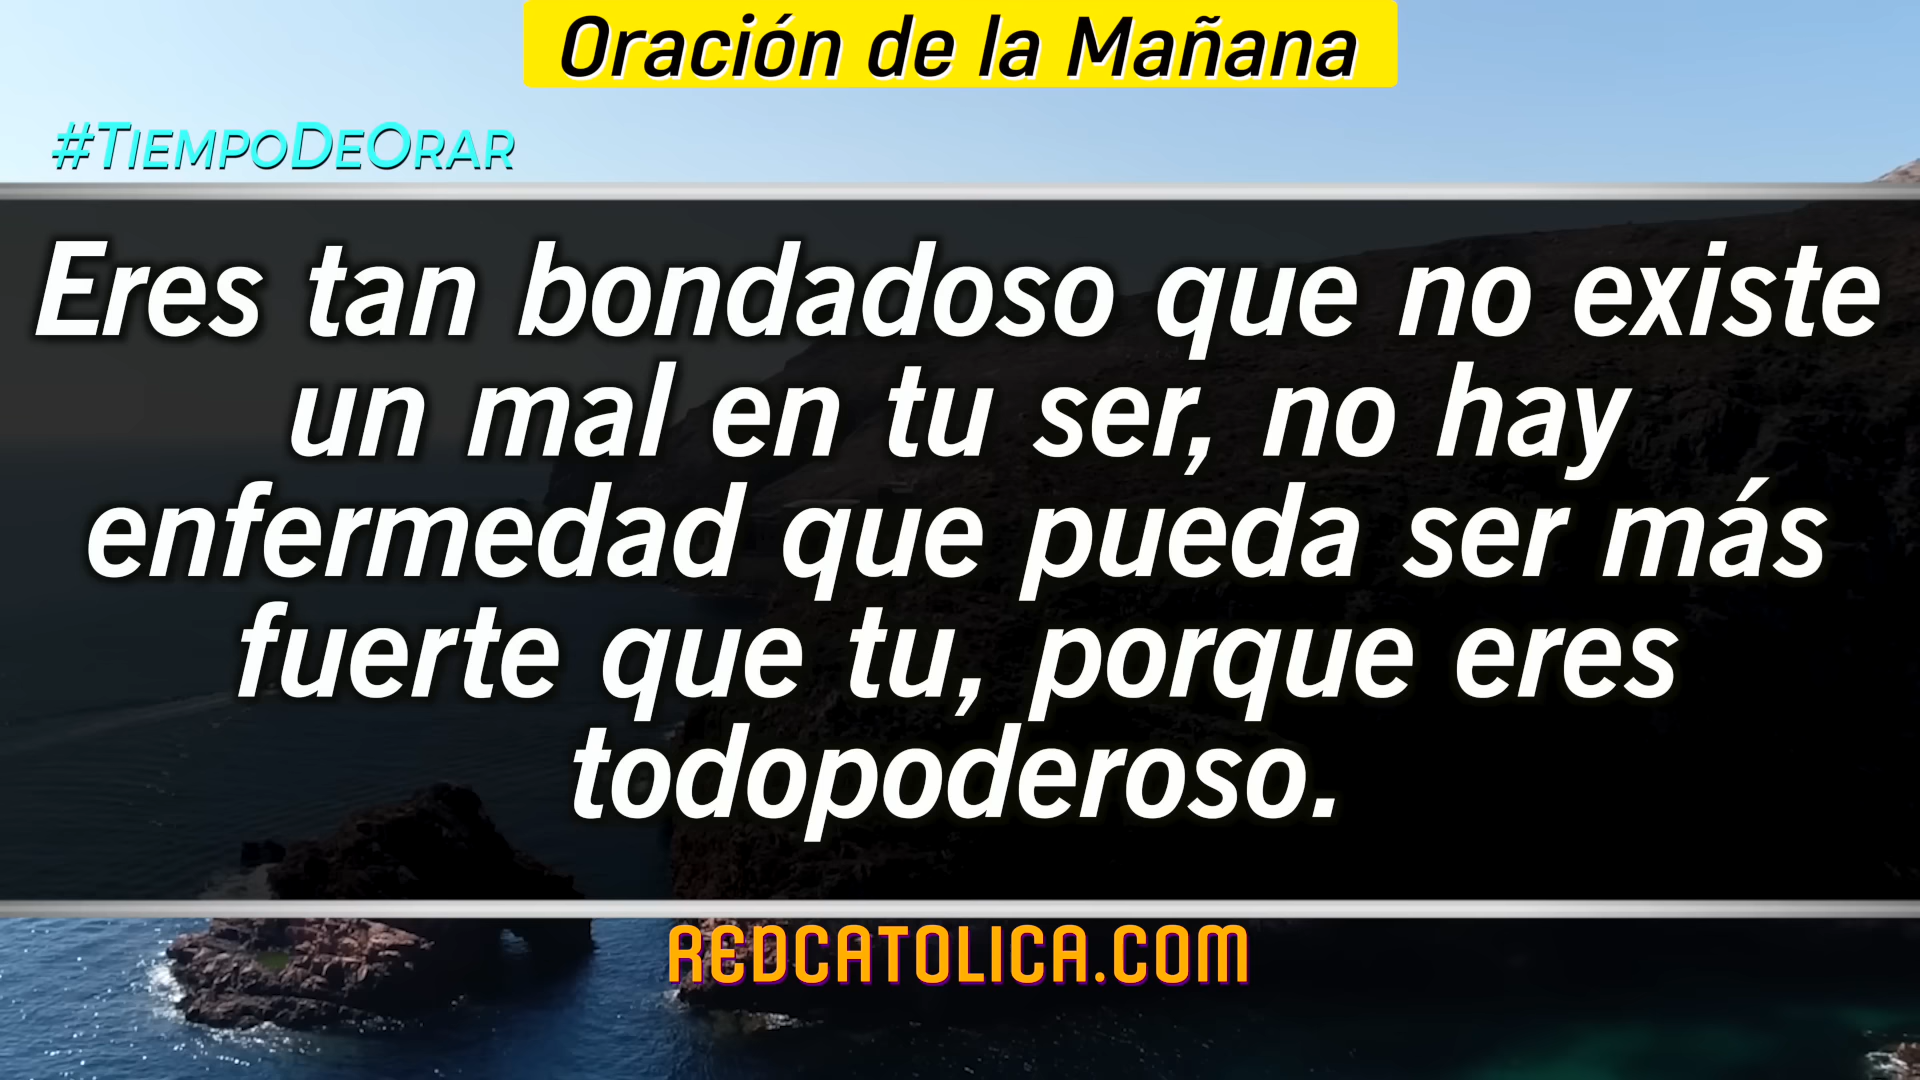 Oración de la Mañana
#TiempoDeOrar
Eres tan bondadoso que no existe
un mal en tu ser, no hay
enfermedad que pueda ser más
fuerte que tu, porque eres
todopoderoso.
REDCATOLICA.COM